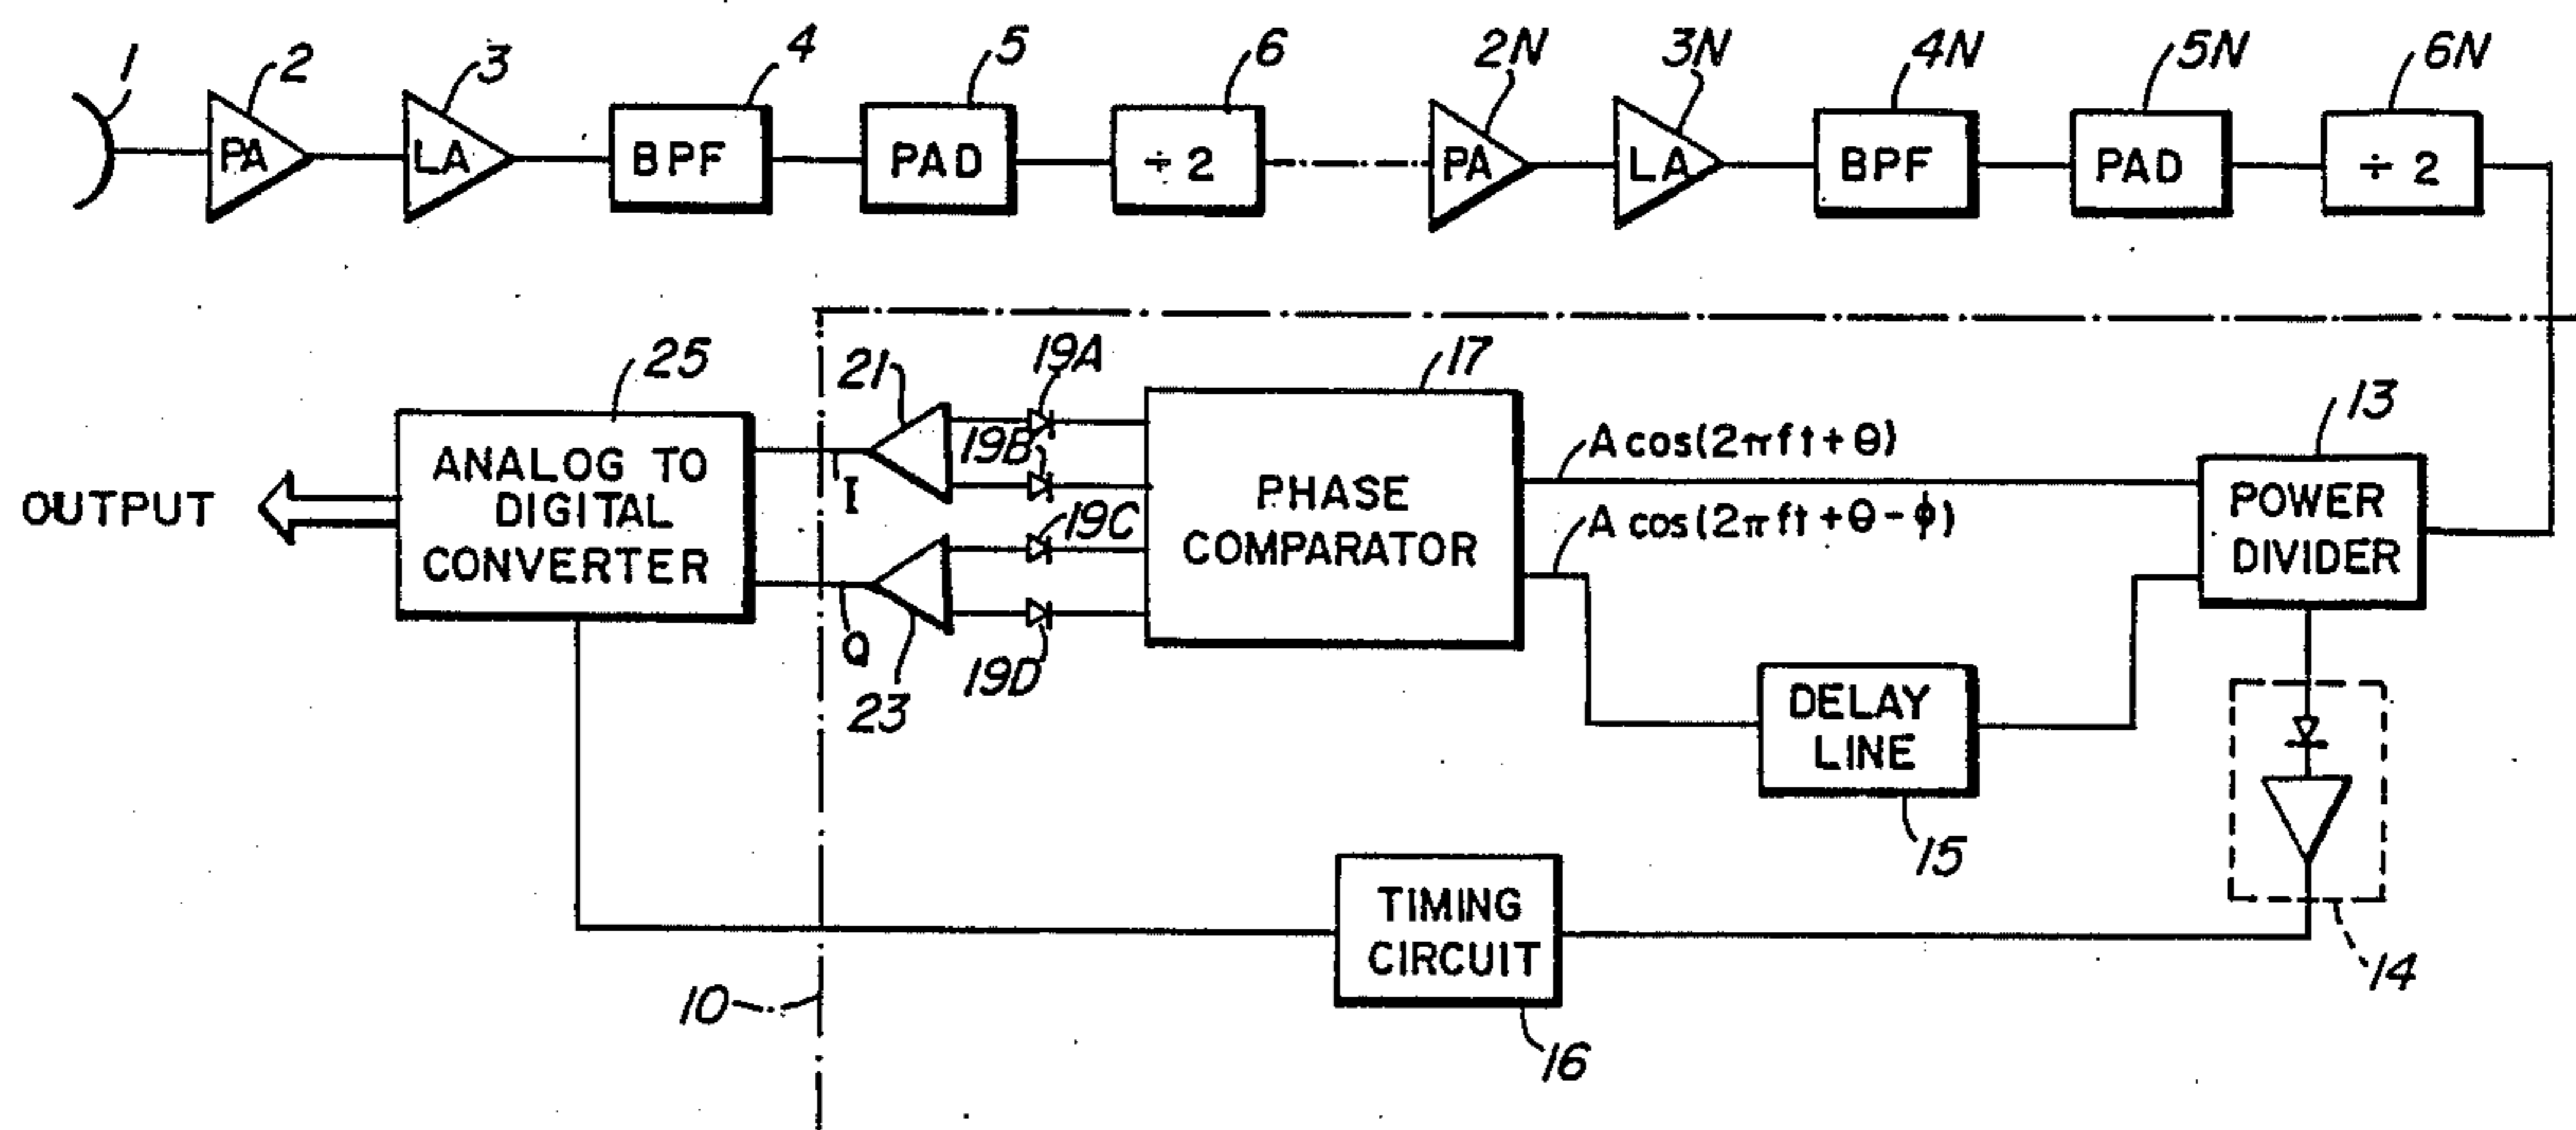 1 2 3 4 5 6 2N 3N 4N 5N 6N
PA LA BPF PAD ÷ 2 PA LA BPF PAD ÷ 2
25
21
19A
19B
19C
19D
23
I
Q
17
13
OUTPUT
ANALOG TO
DIGITAL
CONVERTER
PHASE
COMPARATOR
A cos(2πft+θ)
A cos(2πft+θ-ϕ)
POWER
DIVIDER
DELAY
LINE
15
TIMING
CIRCUIT
14
10
16